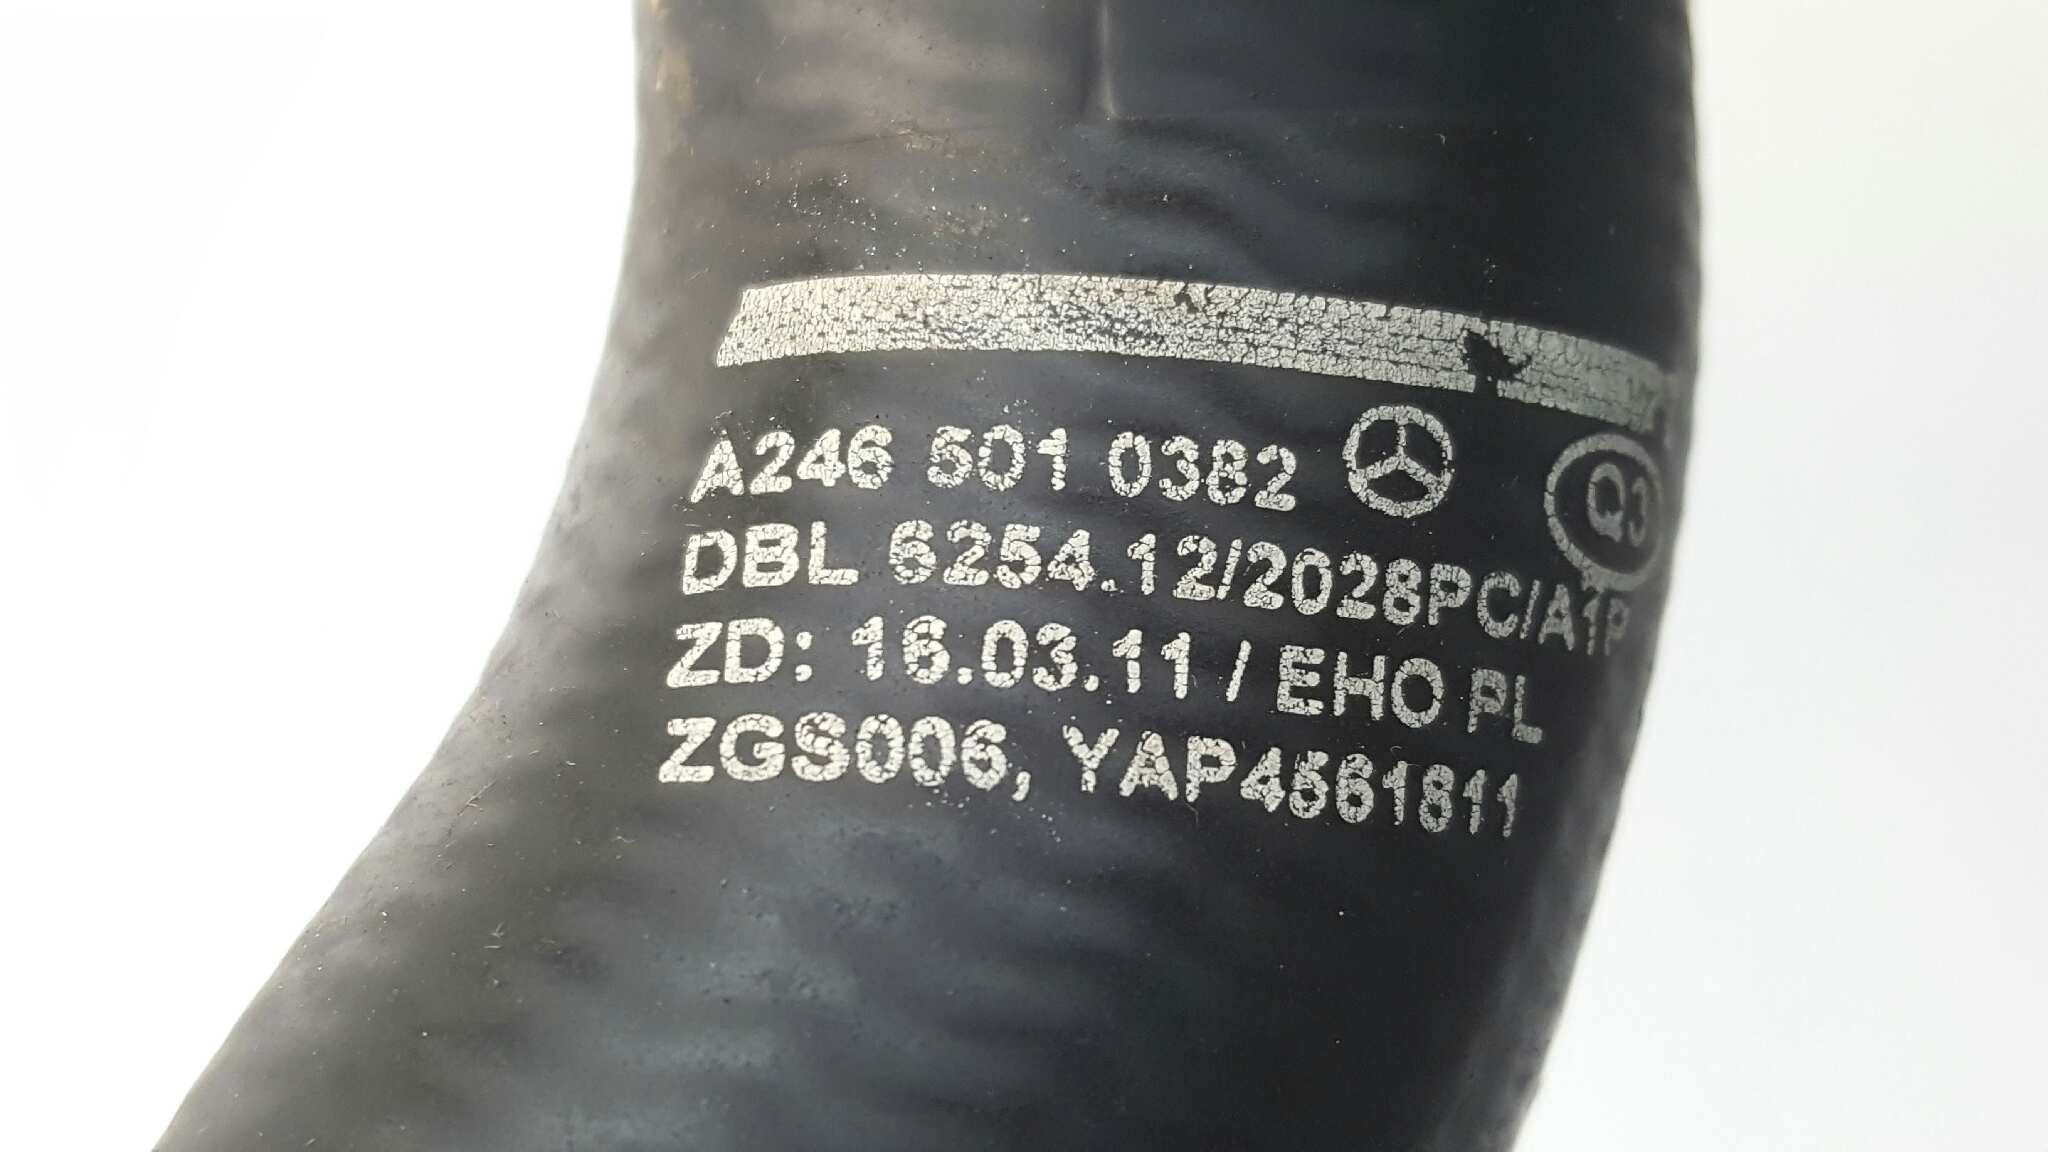 A246 501 0382
Q3
DBL 6254.12/2028PC/A1P
ZD: 16.03.11 / EHO PL
ZGS006, YAP4561811